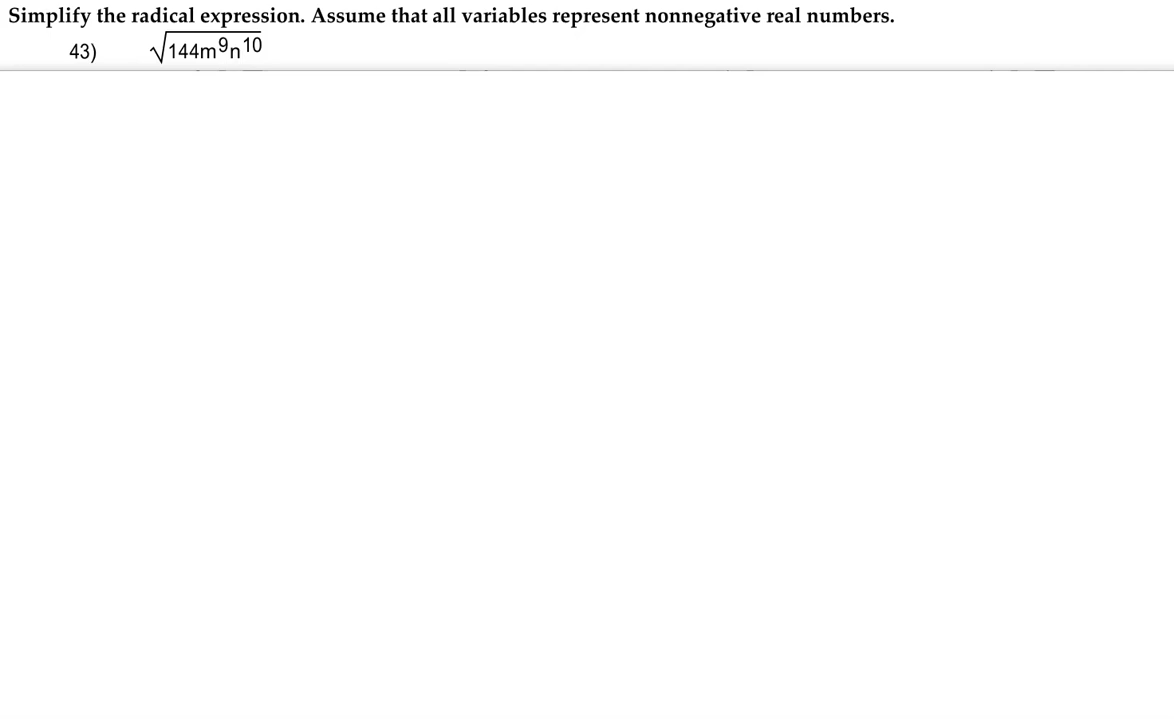 Simplify the radical expression. Assume that all variables represent nonnegative real numbers.
43) √144m⁹n¹⁰